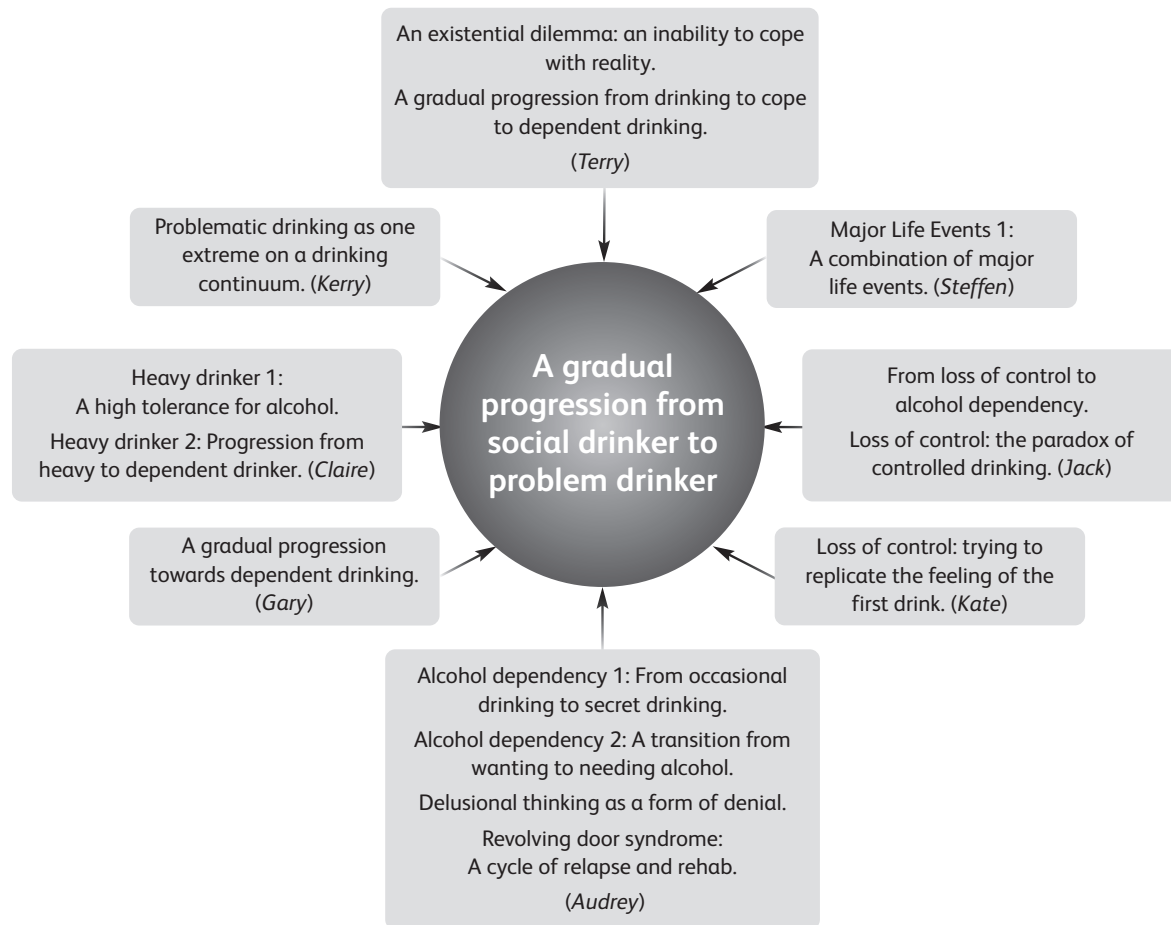 An existential dilemma: an inability to cope
with reality.
A gradual progression from drinking to cope
to dependent drinking.
(Terry)
Problematic drinking as one
extreme on a drinking
continuum. (Kerry)
Major Life Events 1:
A combination of major
life events. (Steffen)
Heavy drinker 1:
A high tolerance for alcohol.
Heavy drinker 2: Progression from
heavy to dependent drinker. (Claire)
A gradual
progression from
social drinker to
problem drinker
From loss of control to
alcohol dependency.
Loss of control: the paradox of
controlled drinking. (Jack)
A gradual progression
towards dependent drinking.
(Gary)
Loss of control: trying to
replicate the feeling of the
first drink. (Kate)
Alcohol dependency 1: From occasional
drinking to secret drinking.
Alcohol dependency 2: A transition from
wanting to needing alcohol.
Delusional thinking as a form of denial.
Revolving door syndrome:
A cycle of relapse and rehab.
(Audrey)